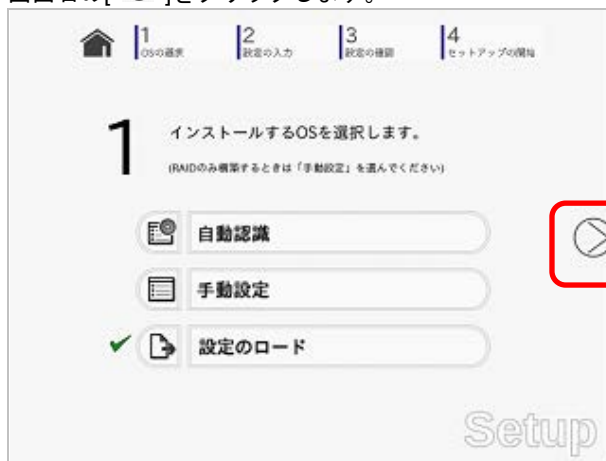 画面右の[ ]をクリックします。
1 2 3 4
OSの選択 設定の入力 設定の確認 セットアップの開始
1 インストールするOSを選択します。
(RAIDのみ構築するときは「手動設定」を選んでください)
自動認識
手動設定
設定のロード
Setup